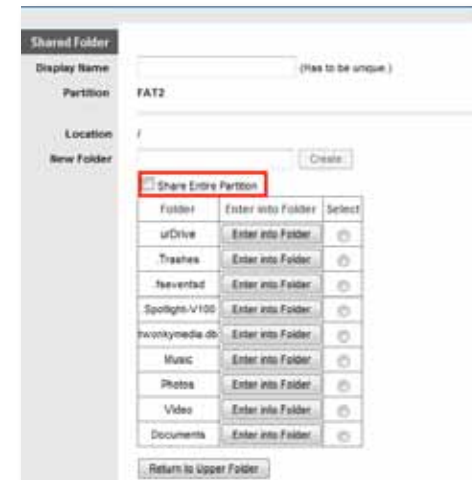 Shared Folder
Display Name (Has to be unique.)
Partition FAT2
Location /
New Folder Create
Share Entire Partition
Folder Enter into Folder Select
urDrive Enter into Folder
.Trashes Enter into Folder
.fseventsd Enter into Folder
.Spotlight-V100 Enter into Folder
twonkymedia.db Enter into Folder
Music Enter into Folder
Photos Enter into Folder
Video Enter into Folder
Documents Enter into Folder
Return to Upper Folder